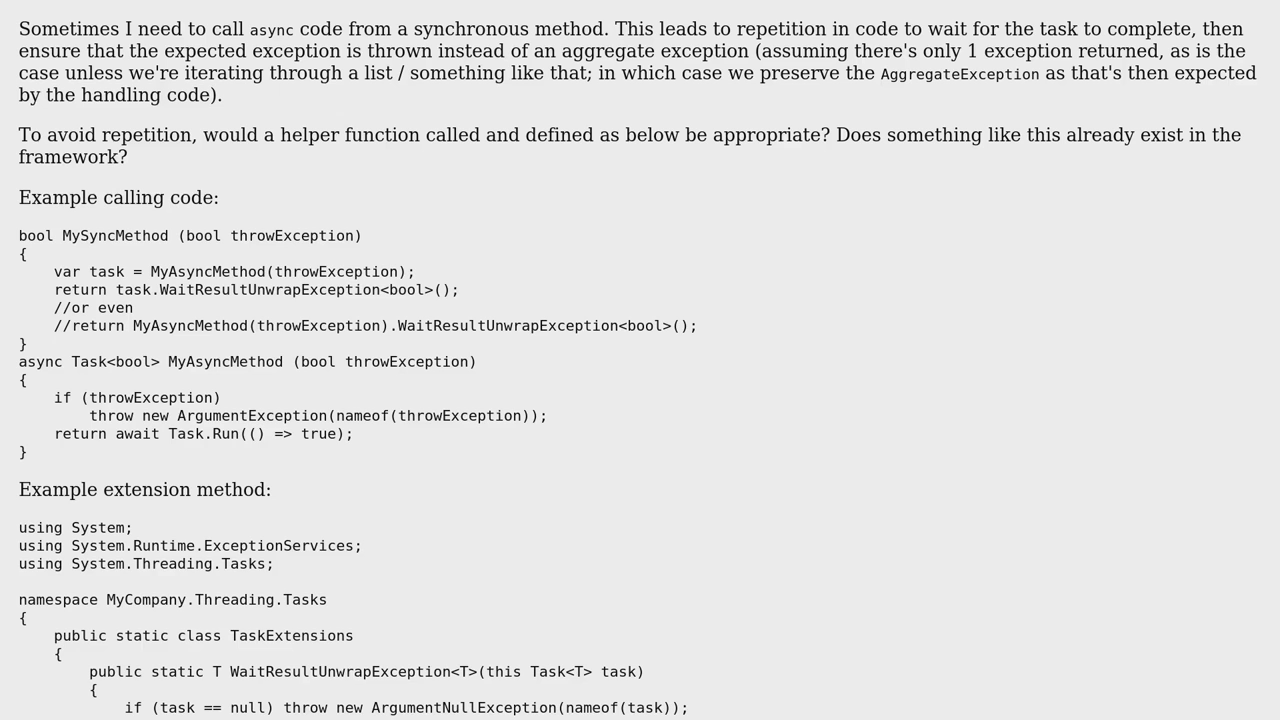 Sometimes I need to call async code from a synchronous method. This leads to repetition in code to wait for the task to complete, then
ensure that the expected exception is thrown instead of an aggregate exception (assuming there's only 1 exception returned, as is the
case unless we're iterating through a list / something like that; in which case we preserve the AggregateException as that's then expected
by the handling code).
To avoid repetition, would a helper function called and defined as below be appropriate? Does something like this already exist in the
framework?
Example calling code:
bool MySyncMethod (bool throwException)
{
    var task = MyAsyncMethod(throwException);
    return task.WaitResultUnwrapException<bool>();
    //or even
    //return MyAsyncMethod(throwException).WaitResultUnwrapException<bool>();
}
async Task<bool> MyAsyncMethod (bool throwException)
{
    if (throwException)
        throw new ArgumentException(nameof(throwException));
    return await Task.Run(() => true);
}
Example extension method:
using System;
using System.Runtime.ExceptionServices;
using System.Threading.Tasks;
namespace MyCompany.Threading.Tasks
{
    public static class TaskExtensions
    {
        public static T WaitResultUnwrapException<T>(this Task<T> task)
        {
            if (task == null) throw new ArgumentNullException(nameof(task));